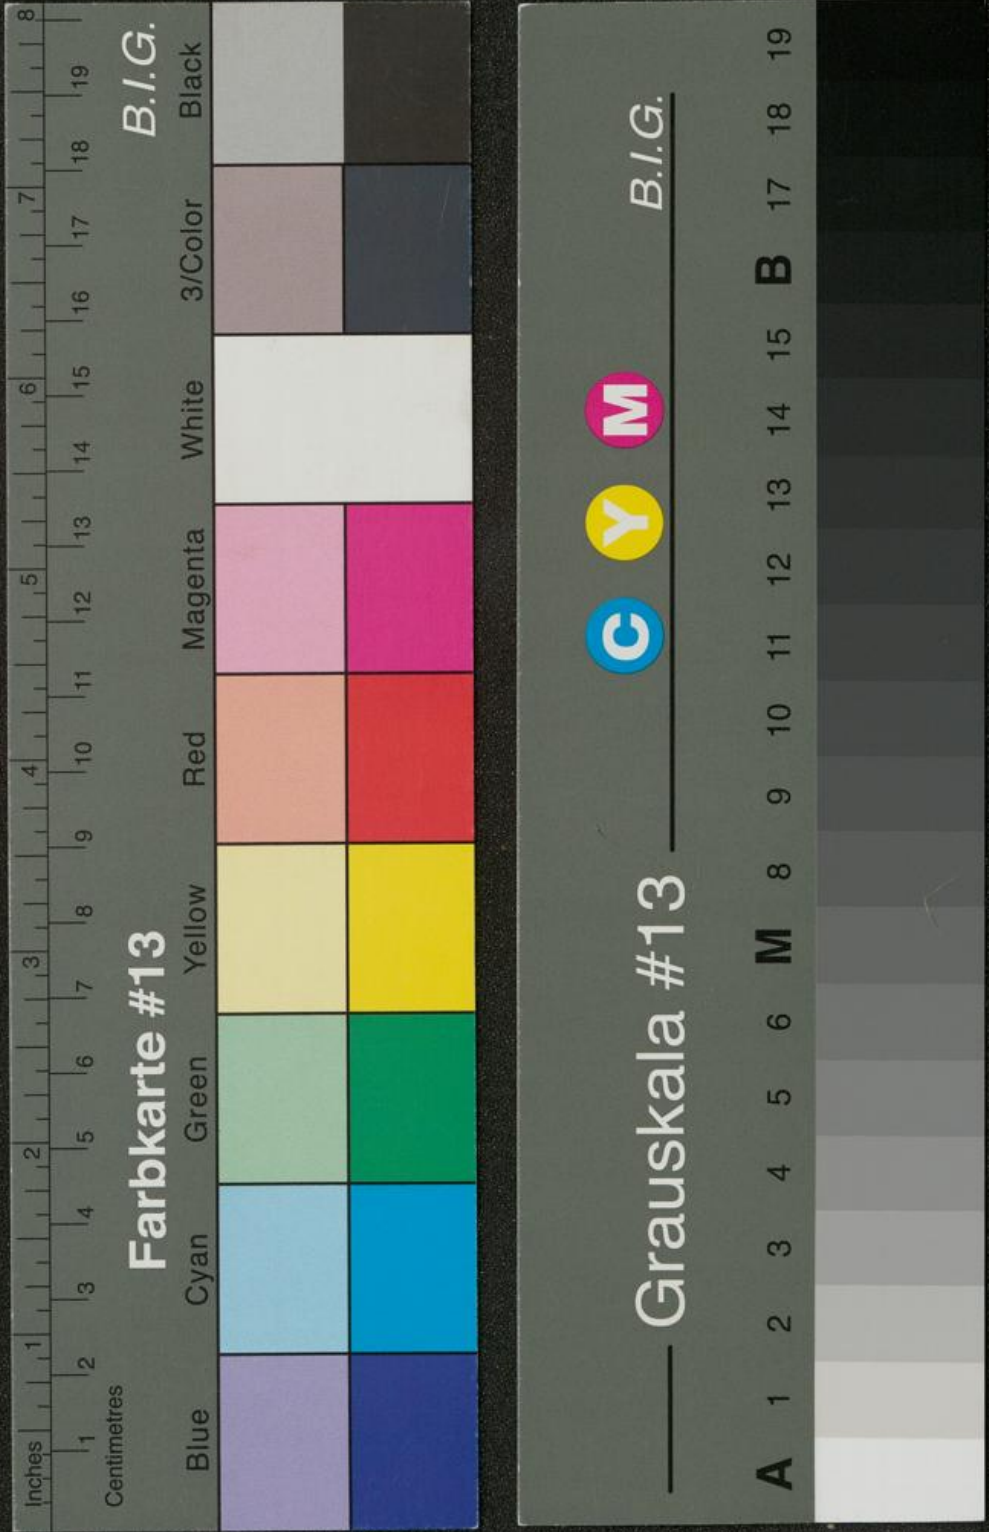 Inches 1 2 3 4 5 6 7 8
1 2 3 4 5 6 7 8 9 10 11 12 13 14 15 16 17 18 19
Centimetres
Farbkarte #13 B.I.G.
Blue Cyan Green Yellow Red Magenta White 3/Color Black
C Y M
Grauskala #13 B.I.G.
A 1 2 3 4 5 6 M 8 9 10 11 12 13 14 15 B 17 18 19